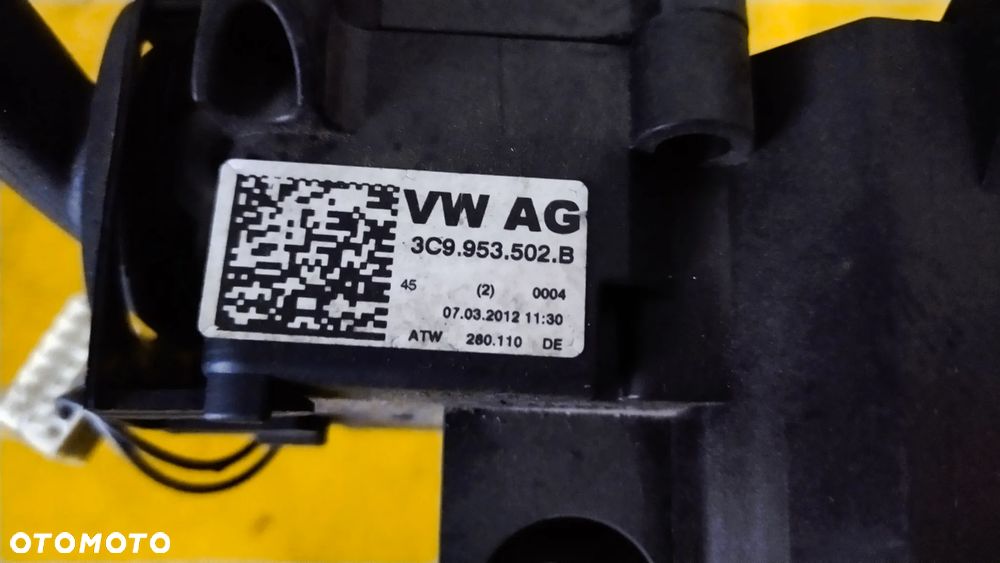 VW AG
3C9.953.502.B
45 (2) 0004
07.03.2012 11:30
ATW 280.110 DE
OTOMOTO